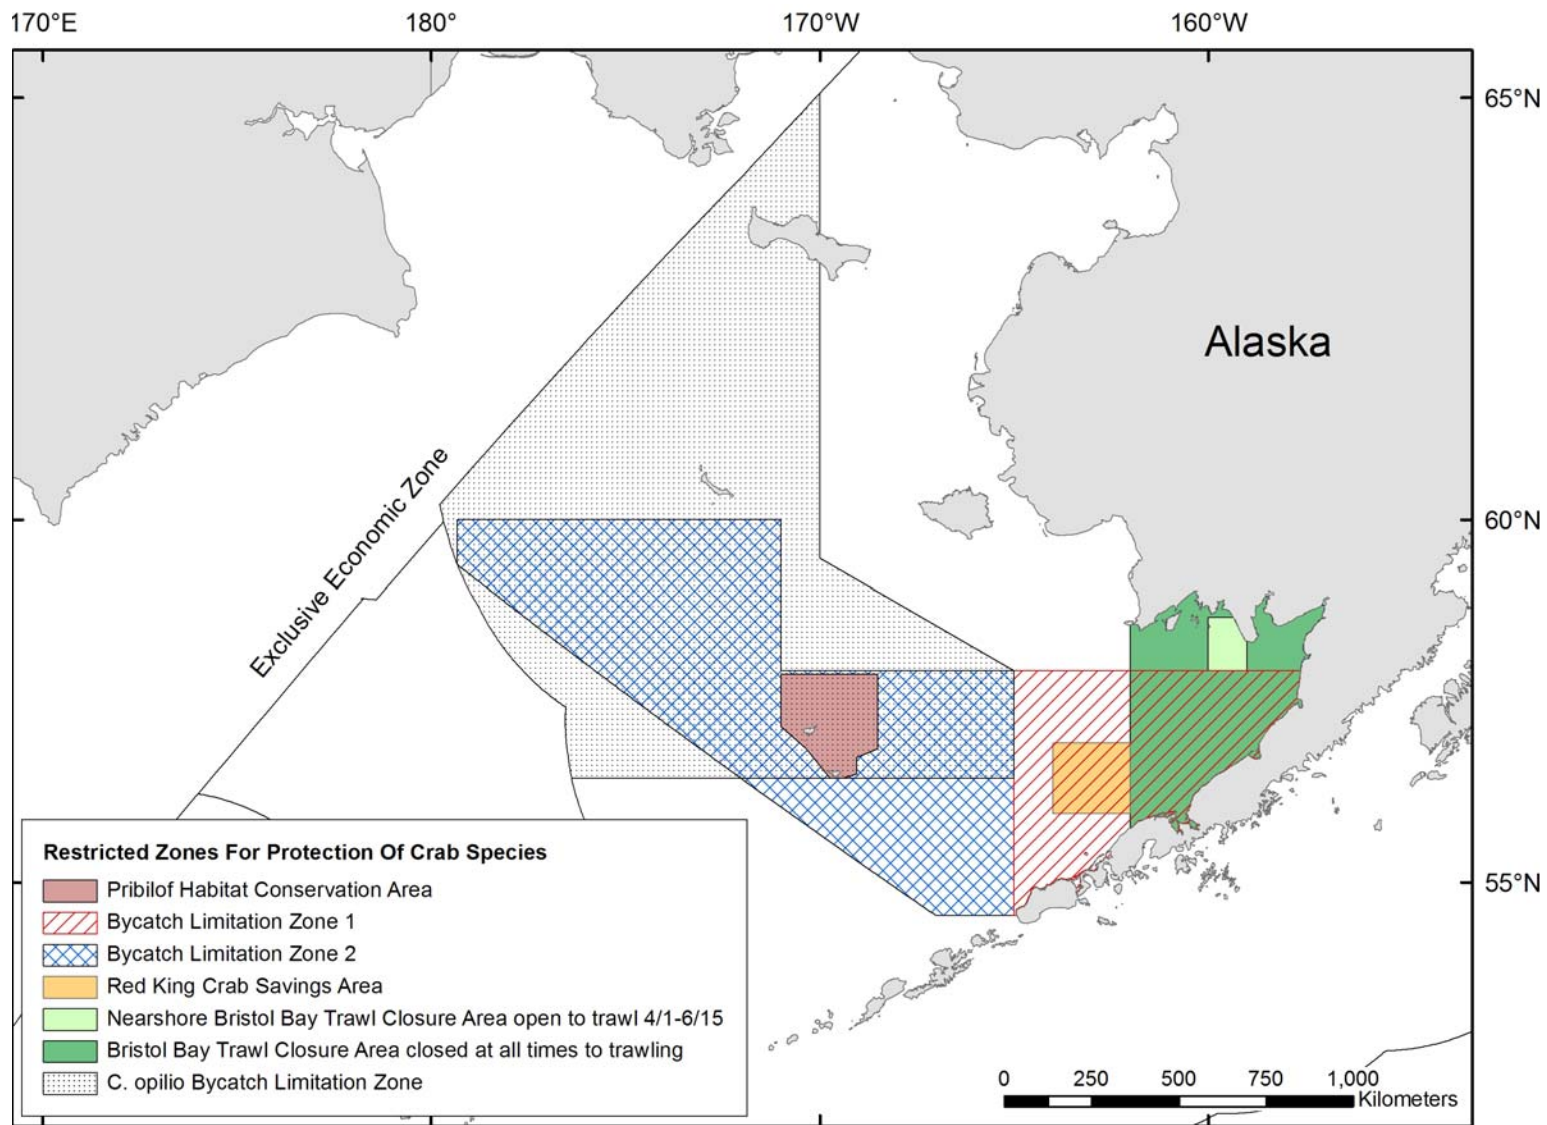 170°E 180° 170°W 160°W
65°N
Alaska
Exclusive Economic Zone
60°N
55°N
Restricted Zones For Protection Of Crab Species
Pribilof Habitat Conservation Area
Bycatch Limitation Zone 1
Bycatch Limitation Zone 2
Red King Crab Savings Area
Nearshore Bristol Bay Trawl Closure Area open to trawl 4/1-6/15
Bristol Bay Trawl Closure Area closed at all times to trawling
C. opilio Bycatch Limitation Zone
0 250 500 750 1,000
Kilometers